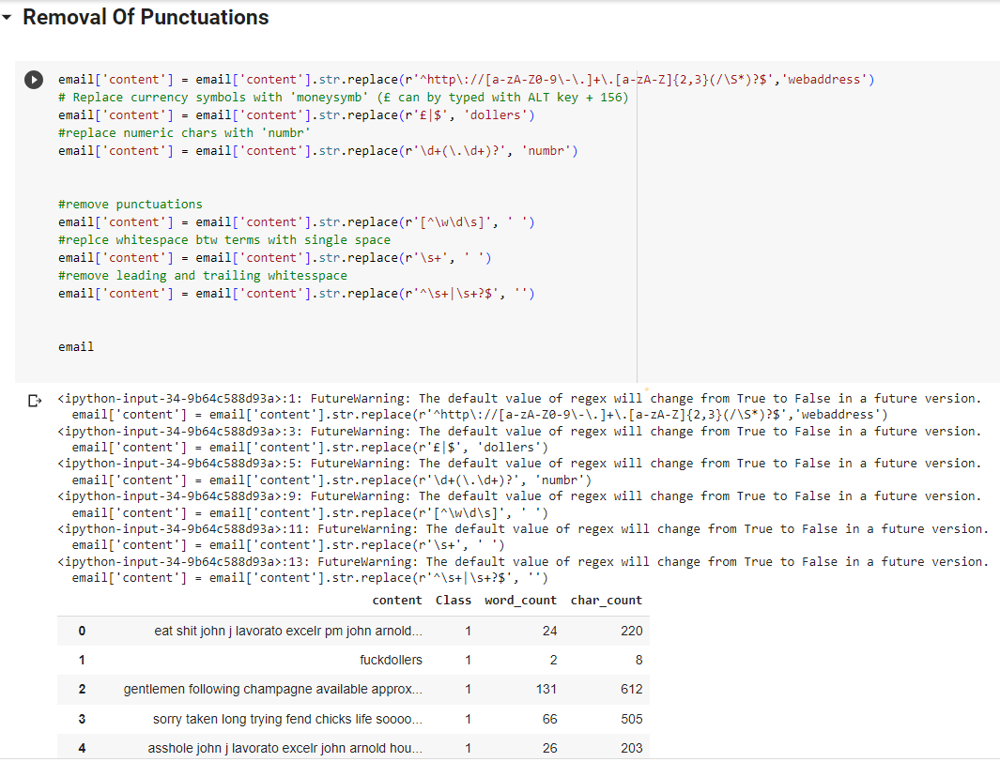 Removal Of Punctuations
email['content'] = email['content'].str.replace(r'^http\://[a-zA-Z0-9\-\.]+\.[a-zA-Z]{2,3}(/\S*)?$','webaddress')
# Replace currency symbols with 'moneysymb' (£ can by typed with ALT key + 156)
email['content'] = email['content'].str.replace(r'£|$', 'dollers')
#replace numeric chars with 'numbr'
email['content'] = email['content'].str.replace(r'\d+(\.\d+)?', 'numbr')
#remove punctuations
email['content'] = email['content'].str.replace(r'[^\w\d\s]', ' ')
#replce whitespace btw terms with single space
email['content'] = email['content'].str.replace(r'\s+', ' ')
#remove leading and trailing whitesspace
email['content'] = email['content'].str.replace(r'^\s+|\s+?$', '')
email
<ipython-input-34-9b64c588d93a>:1: FutureWarning: The default value of regex will change from True to False in a future version.
email['content'] = email['content'].str.replace(r'^http\://[a-zA-Z0-9\-\.]+\.[a-zA-Z]{2,3}(/\S*)?$','webaddress')
<ipython-input-34-9b64c588d93a>:3: FutureWarning: The default value of regex will change from True to False in a future version.
email['content'] = email['content'].str.replace(r'£|$', 'dollers')
<ipython-input-34-9b64c588d93a>:5: FutureWarning: The default value of regex will change from True to False in a future version.
email['content'] = email['content'].str.replace(r'\d+(\.\d+)?', 'numbr')
<ipython-input-34-9b64c588d93a>:9: FutureWarning: The default value of regex will change from True to False in a future version.
email['content'] = email['content'].str.replace(r'[^\w\d\s]', ' ')
<ipython-input-34-9b64c588d93a>:11: FutureWarning: The default value of regex will change from True to False in a future version.
email['content'] = email['content'].str.replace(r'\s+', ' ')
<ipython-input-34-9b64c588d93a>:13: FutureWarning: The default value of regex will change from True to False in a future version.
email['content'] = email['content'].str.replace(r'^\s+|\s+?$', '')
content Class word_count char_count
0 eat shit john j lavorato excelr pm john arnold... 1 24 220
1 fuckdollers 1 2 8
2 gentlemen following champagne available approx... 1 131 612
3 sorry taken long trying fend chicks life soooo... 1 66 505
4 asshole john j lavorato excelr john arnold hou... 1 26 203